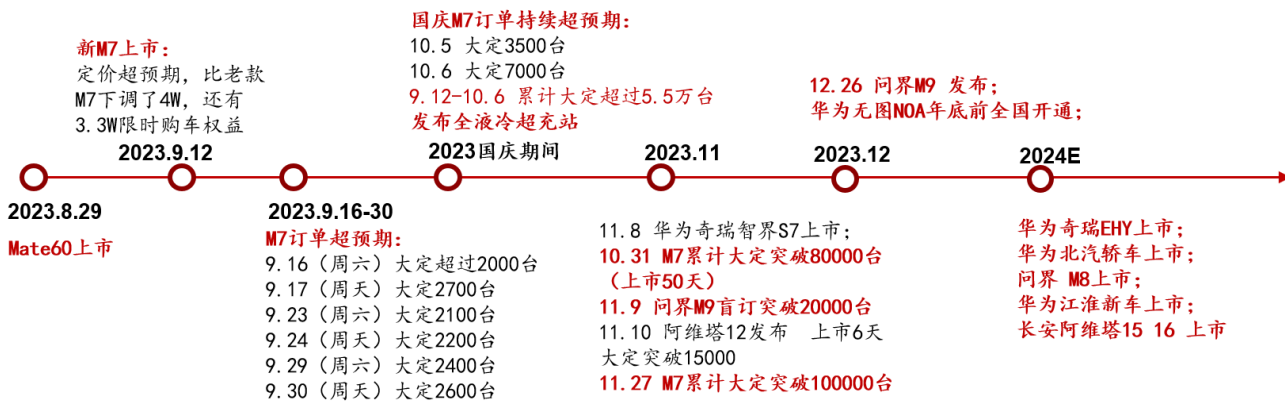 新M7上市：
定价超预期，比老款
M7下调了4W，还有
3.3W限时购车权益
国庆M7订单持续超预期：
10.5 大定3500台
10.6 大定7000台
9.12-10.6 累计大定超过5.5万台
发布全液冷超充站
12.26 问界M9 发布；
华为无图NOA年底前全国开通；
2023.9.12
2023国庆期间
2023.11
2023.12
2024E
2023.8.29
Mate60上市
2023.9.16-30
M7订单超预期：
9.16（周六）大定超过2000台
9.17（周天）大定2700台
9.23（周六）大定2100台
9.24（周天）大定2200台
9.29（周六）大定2400台
9.30（周天）大定2600台
11.8 华为奇瑞智界S7上市；
10.31 M7累计大定突破80000台
（上市50天）
11.9 问界M9盲订突破20000台
11.10 阿维塔12发布 上市6天
大定突破15000
11.27 M7累计大定突破100000台
华为奇瑞EHY上市；
华为北汽轿车上市；
问界 M8上市；
华为江淮新车上市；
长安阿维塔15 16 上市